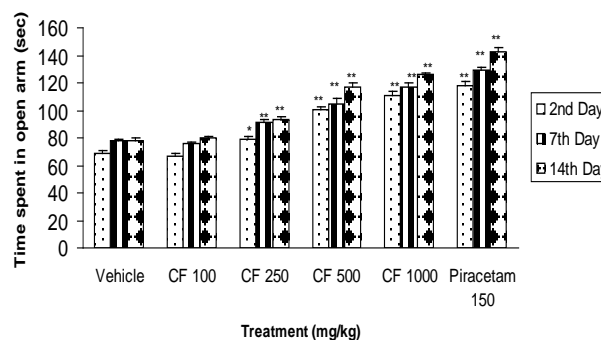 Time spent in open arm (sec)
160
140
120
100
80
60
40
20
0
** ** **
** ** **
** ** **
* ** **
Vehicle CF 100 CF 250 CF 500 CF 1000 Piracetam
150
Treatment (mg/kg)
2nd Day
7th Day
14th Day